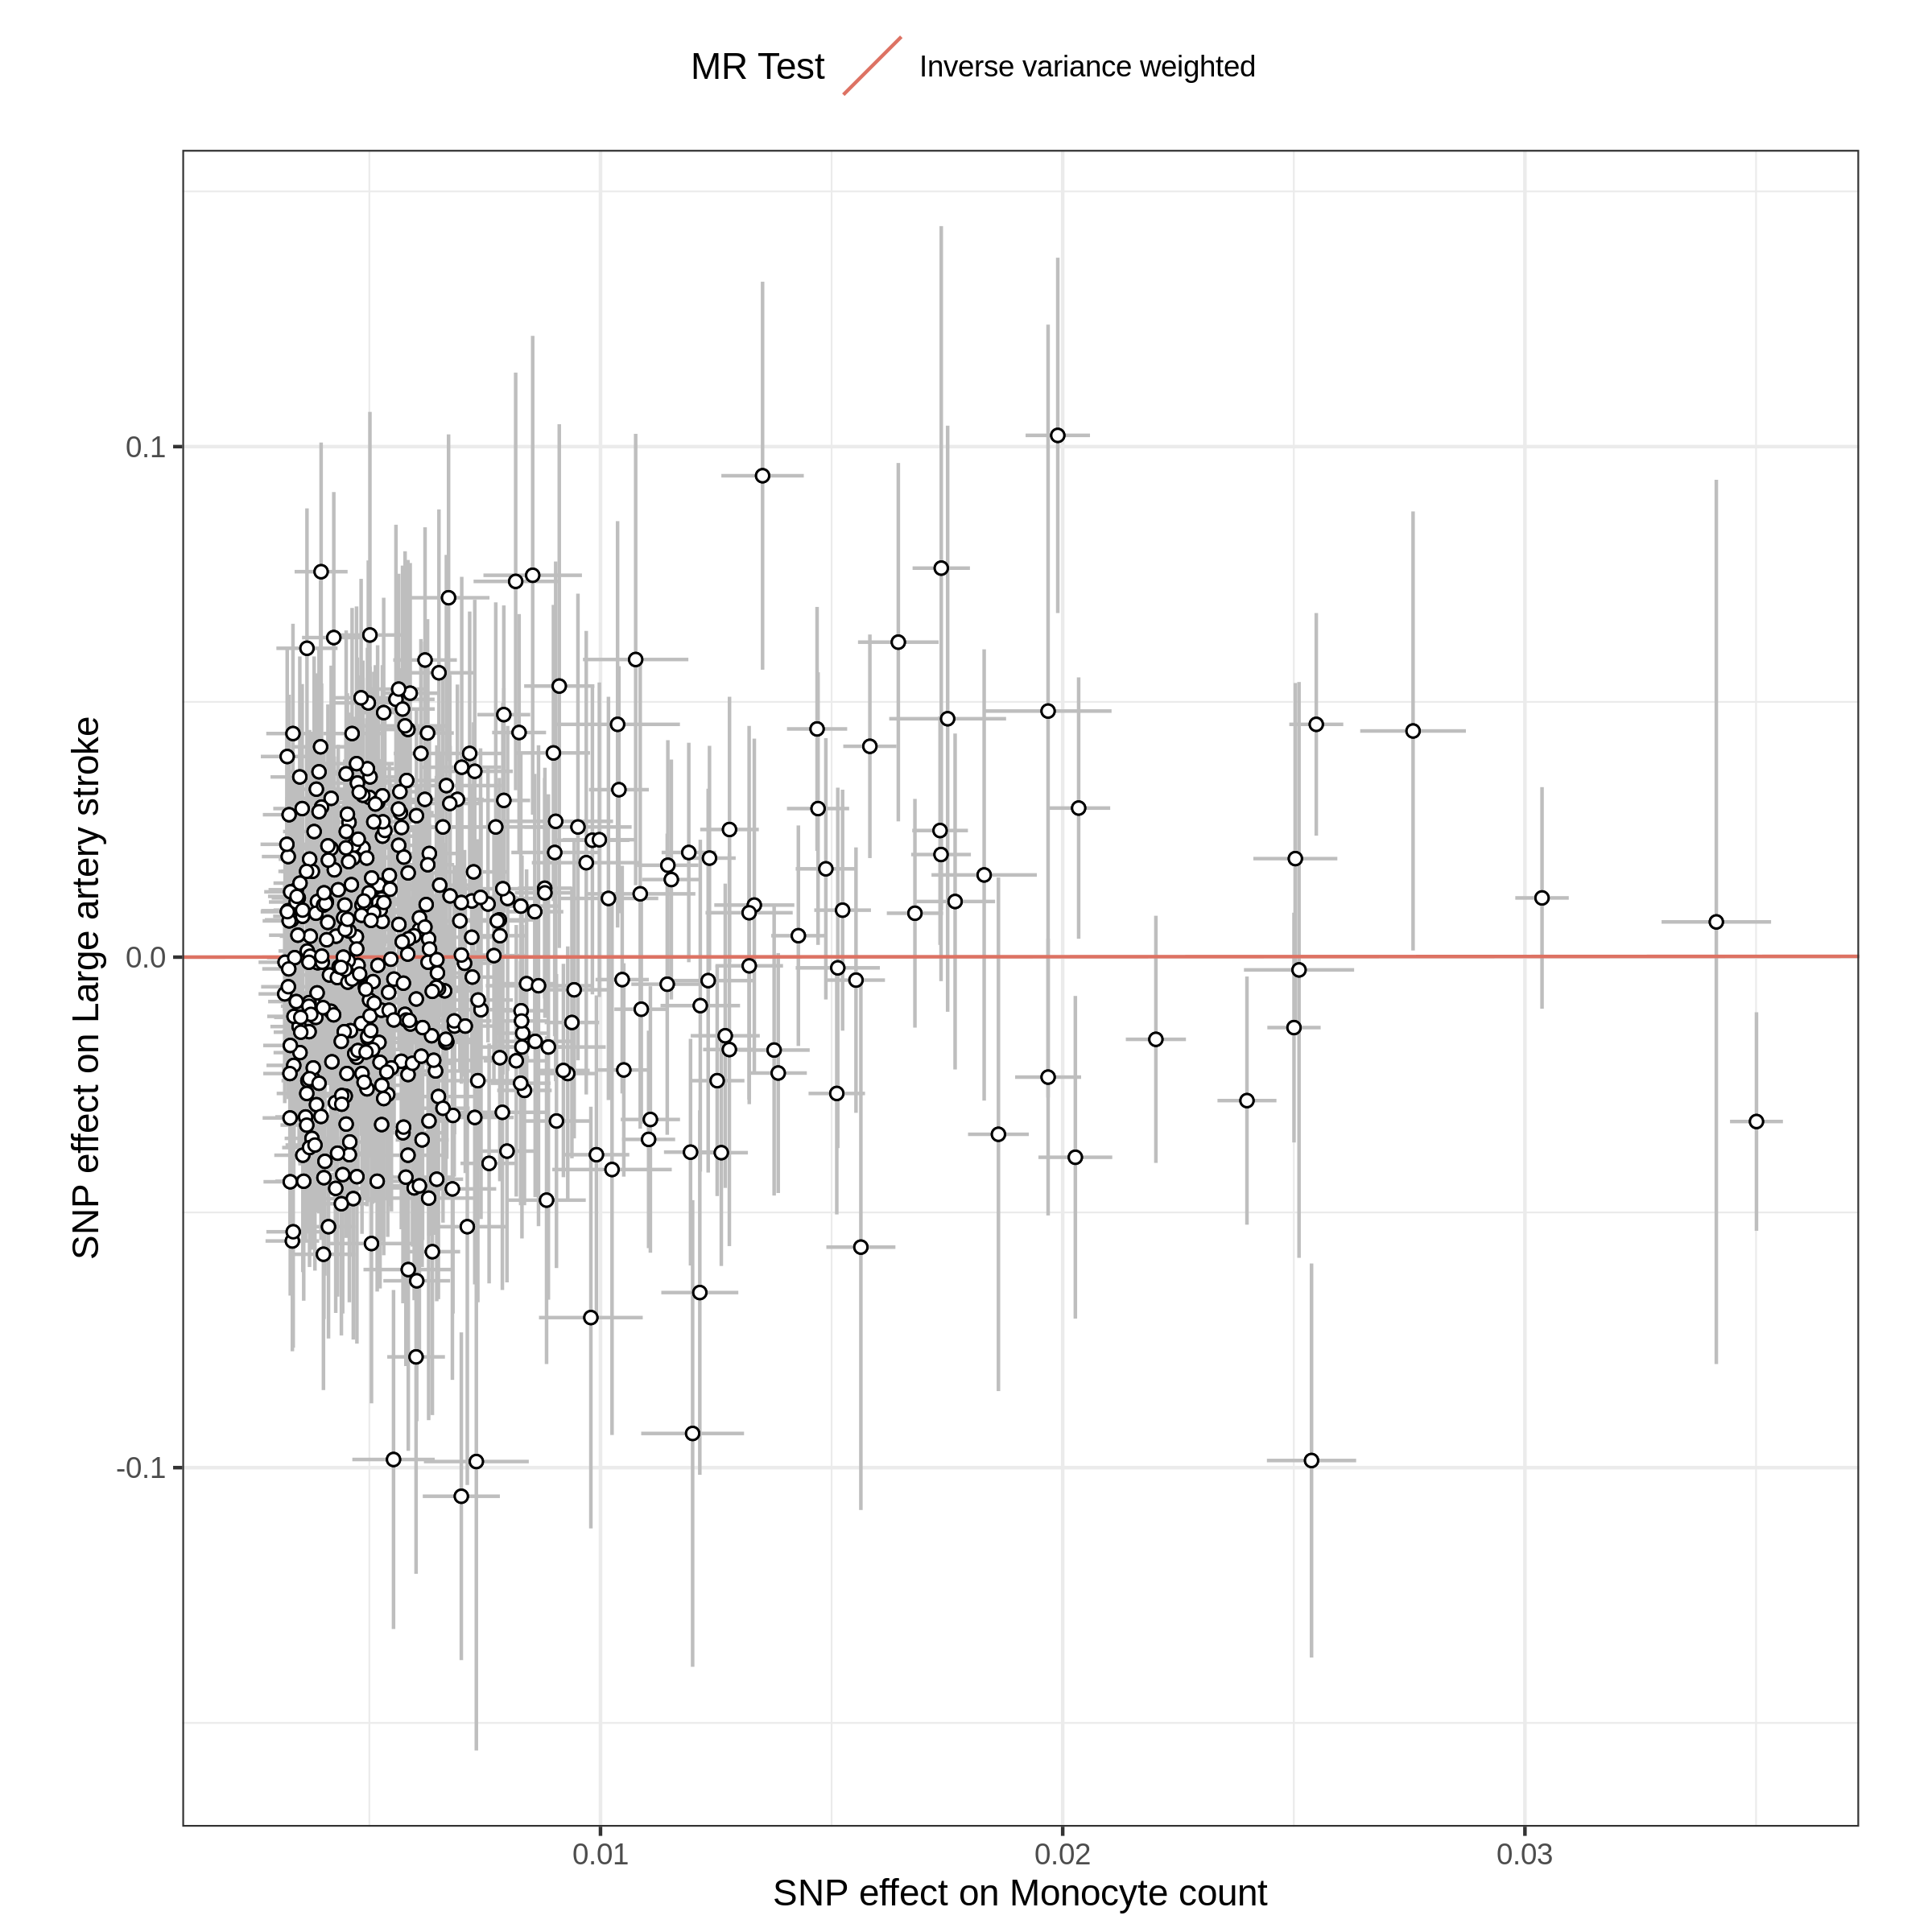 MR Test
Inverse variance weighted
SNP effect on Large artery stroke
0.1
0.0
-0.1
0.01
0.02
0.03
SNP effect on Monocyte count